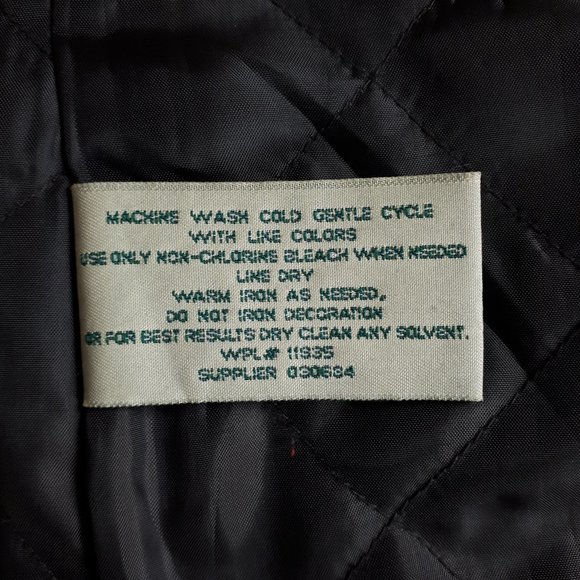 MACHINE WASH COLD GENTLE CYCLE
WITH LIKE COLORS
USE ONLY NON-CHLORINE BLEACH WHEN NEEDED
LINE DRY
WARM IRON AS NEEDED,
DO NOT IRON DECORATION
OR FOR BEST RESULTS DRY CLEAN ANY SOLVENT.
WPL# 11935
SUPPLIER 030634